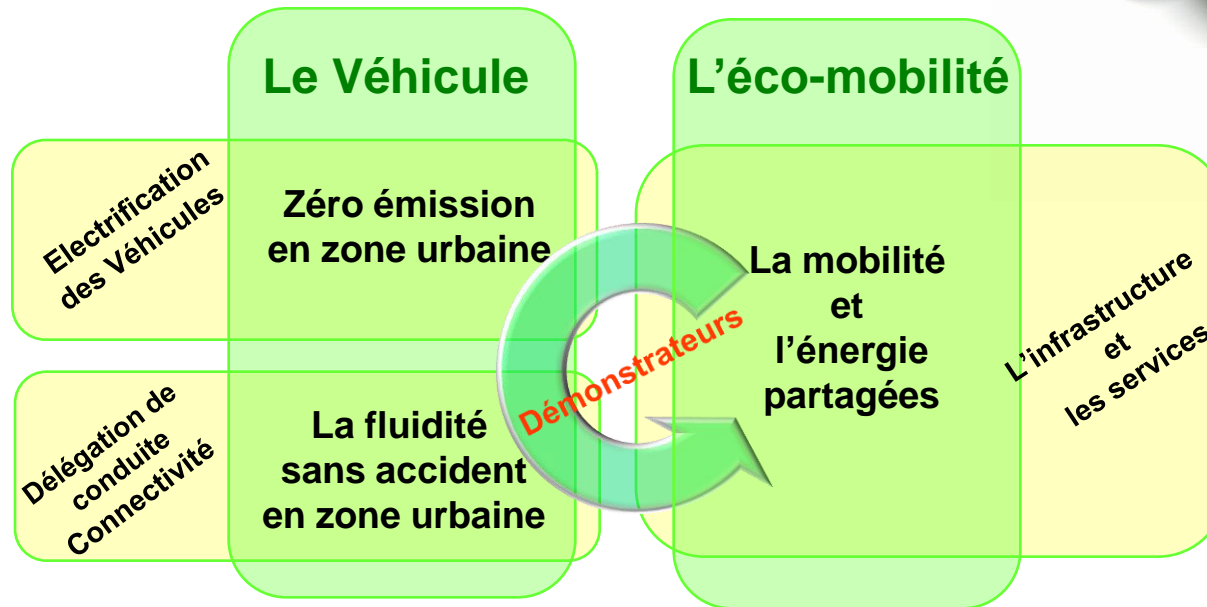 Le Véhicule
L'éco-mobilité
Electrification
des Véhicules
Zéro émission
en zone urbaine
Délégation de
conduite
Connectivité
La fluidité
sans accident
en zone urbaine
Démonstrateurs
La mobilité
et
l'énergie
partagées
L'infrastructure
et
les services